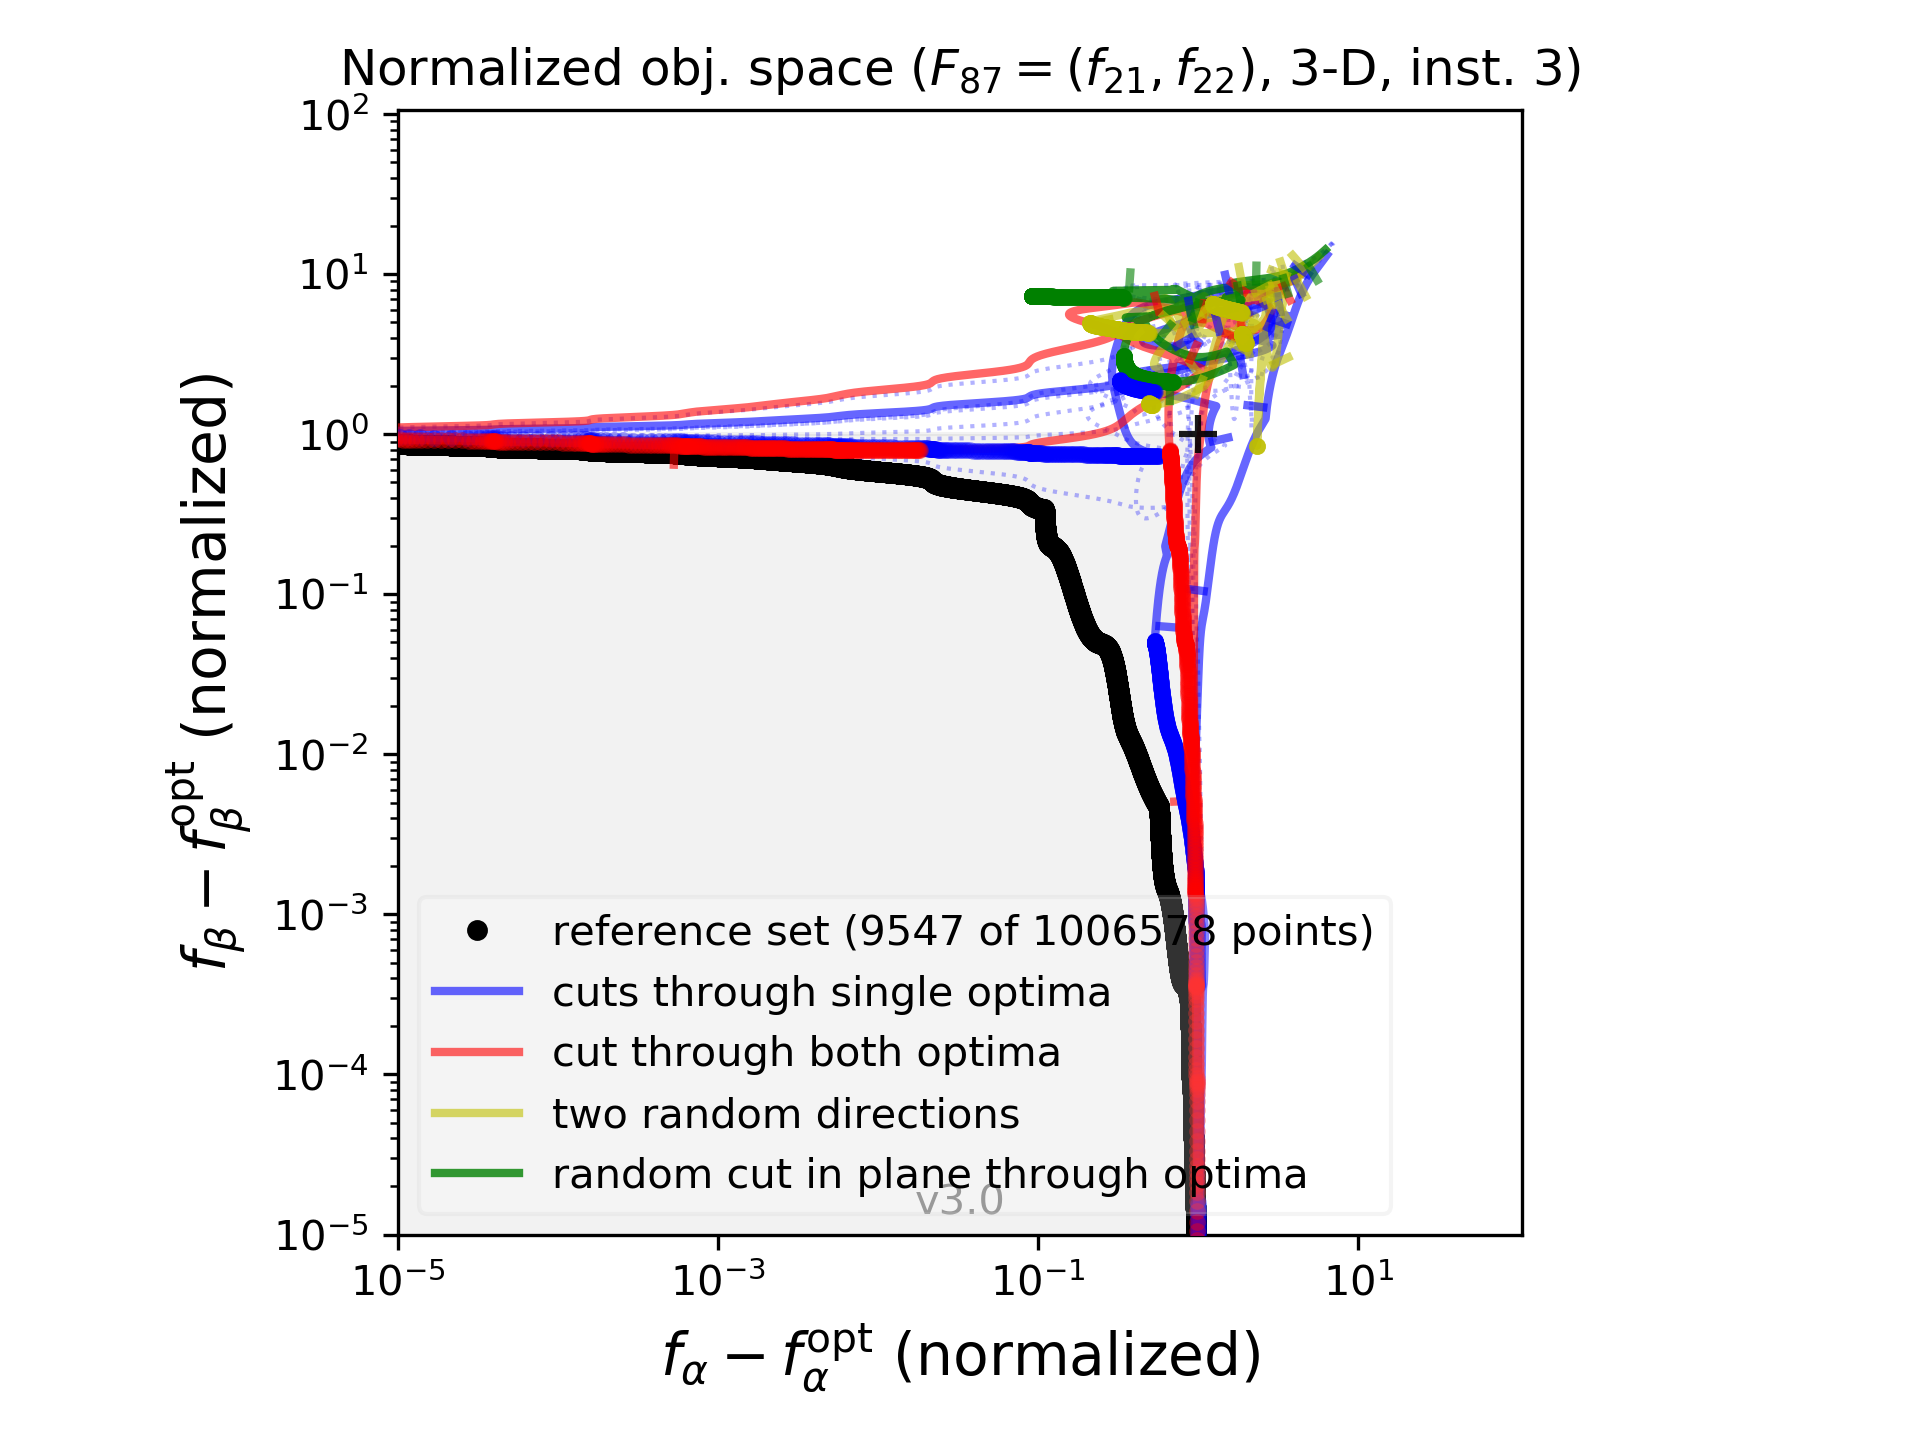 Normalized obj. space (F₈₇ = (f₂₁, f₂₂), 3-D, inst. 3)
10²
10¹
10⁰
10⁻¹
10⁻²
10⁻³
10⁻⁴
10⁻⁵
f_β − f_β^opt (normalized)
reference set (9547 of 1006578 points)
cuts through single optima
cut through both optima
two random directions
random cut in plane through optima
v3.0
10⁻⁵ 10⁻³ 10⁻¹ 10¹
f_α − f_α^opt (normalized)